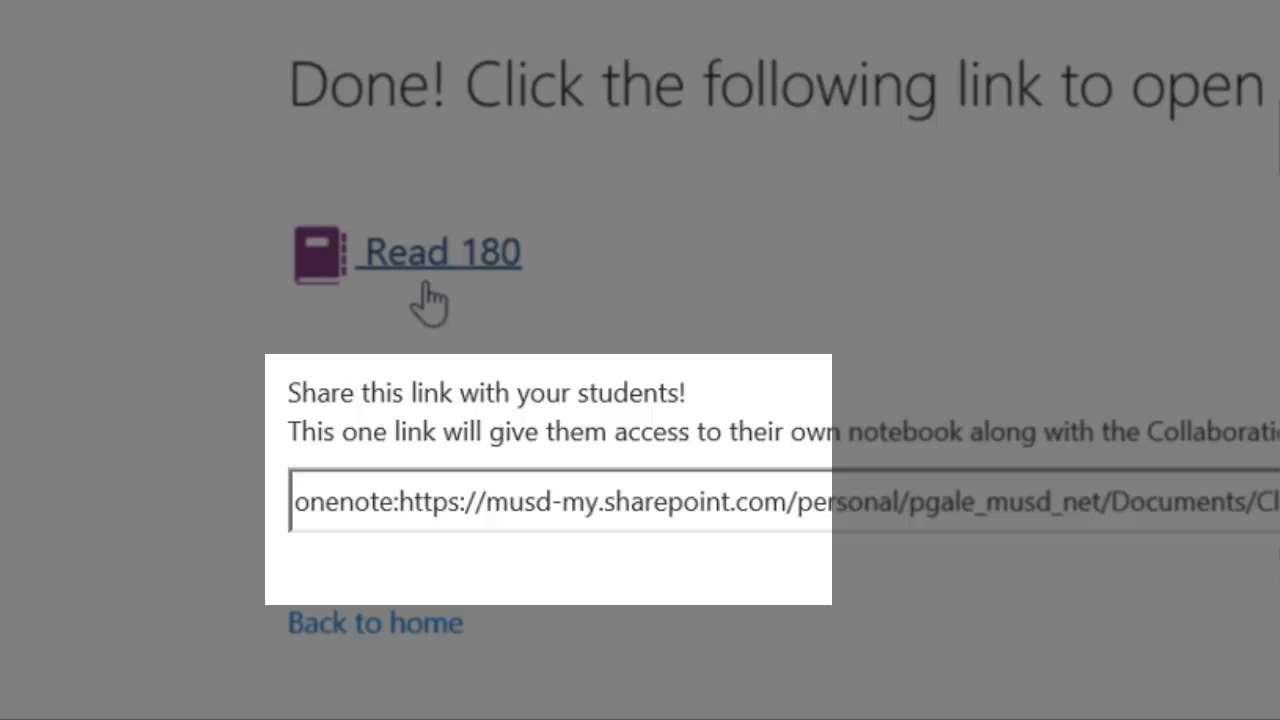 Done! Click the following link to open
Read 180
Share this link with your students!
This one link will give them access to their own notebook along with the Collaborati
onenote:https://musd-my.sharepoint.com/personal/pgale_musd_net/Documents/Cl
Back to home